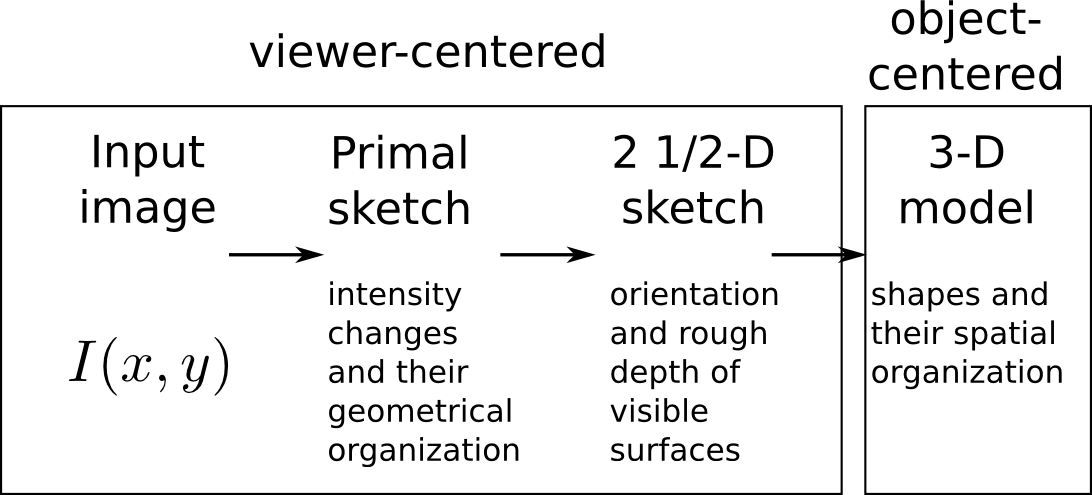 viewer-centered
object-
centered
Input
image
I(x, y)
Primal
sketch
intensity
changes
and their
geometrical
organization
2 1/2-D
sketch
orientation
and rough
depth of
visible
surfaces
3-D
model
shapes and
their spatial
organization